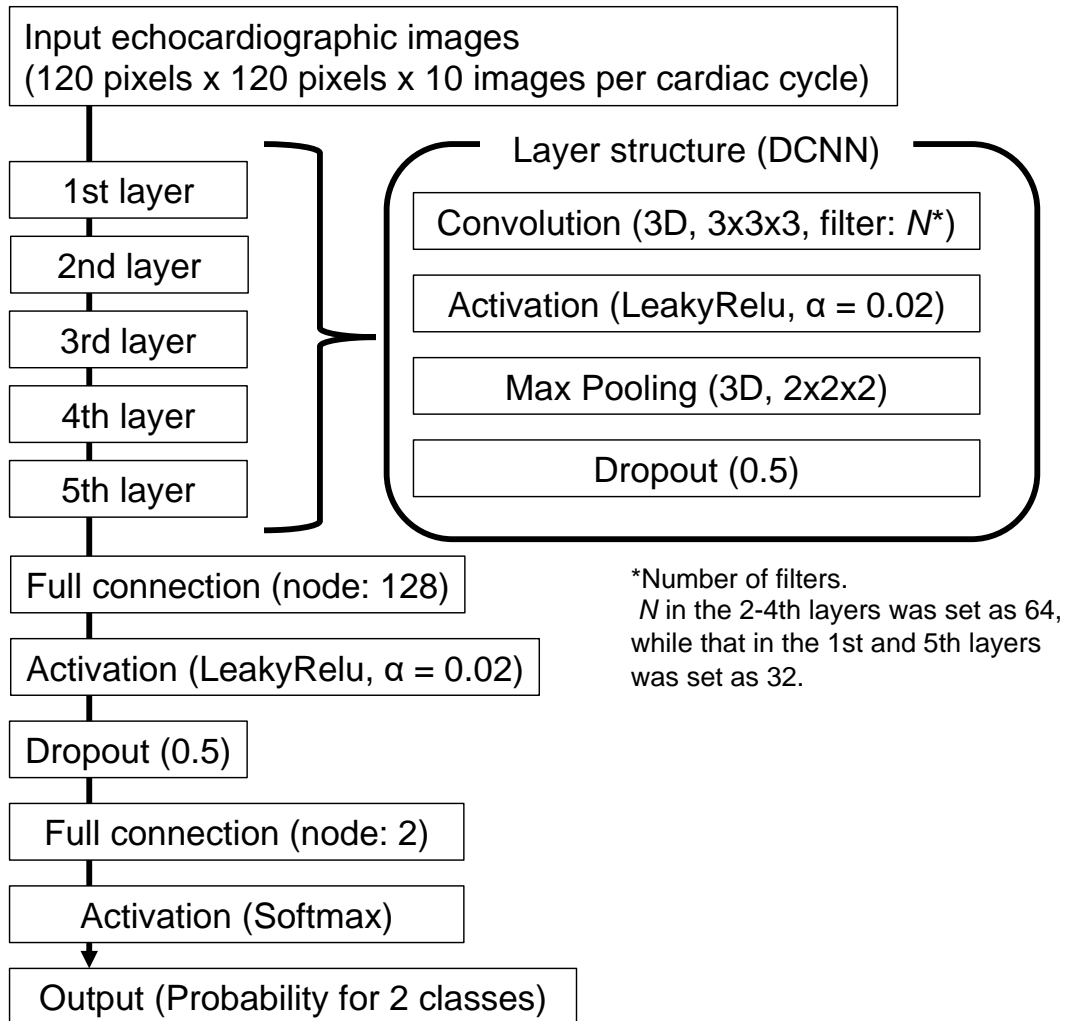 Input echocardiographic images
(120 pixels x 120 pixels x 10 images per cardiac cycle)
1st layer
2nd layer
3rd layer
4th layer
5th layer
Layer structure (DCNN)
Convolution (3D, 3x3x3, filter: N*)
Activation (LeakyRelu, α = 0.02)
Max Pooling (3D, 2x2x2)
Dropout (0.5)
*Number of filters.
N in the 2-4th layers was set as 64,
while that in the 1st and 5th layers
was set as 32.
Full connection (node: 128)
Activation (LeakyRelu, α = 0.02)
Dropout (0.5)
Full connection (node: 2)
Activation (Softmax)
Output (Probability for 2 classes)